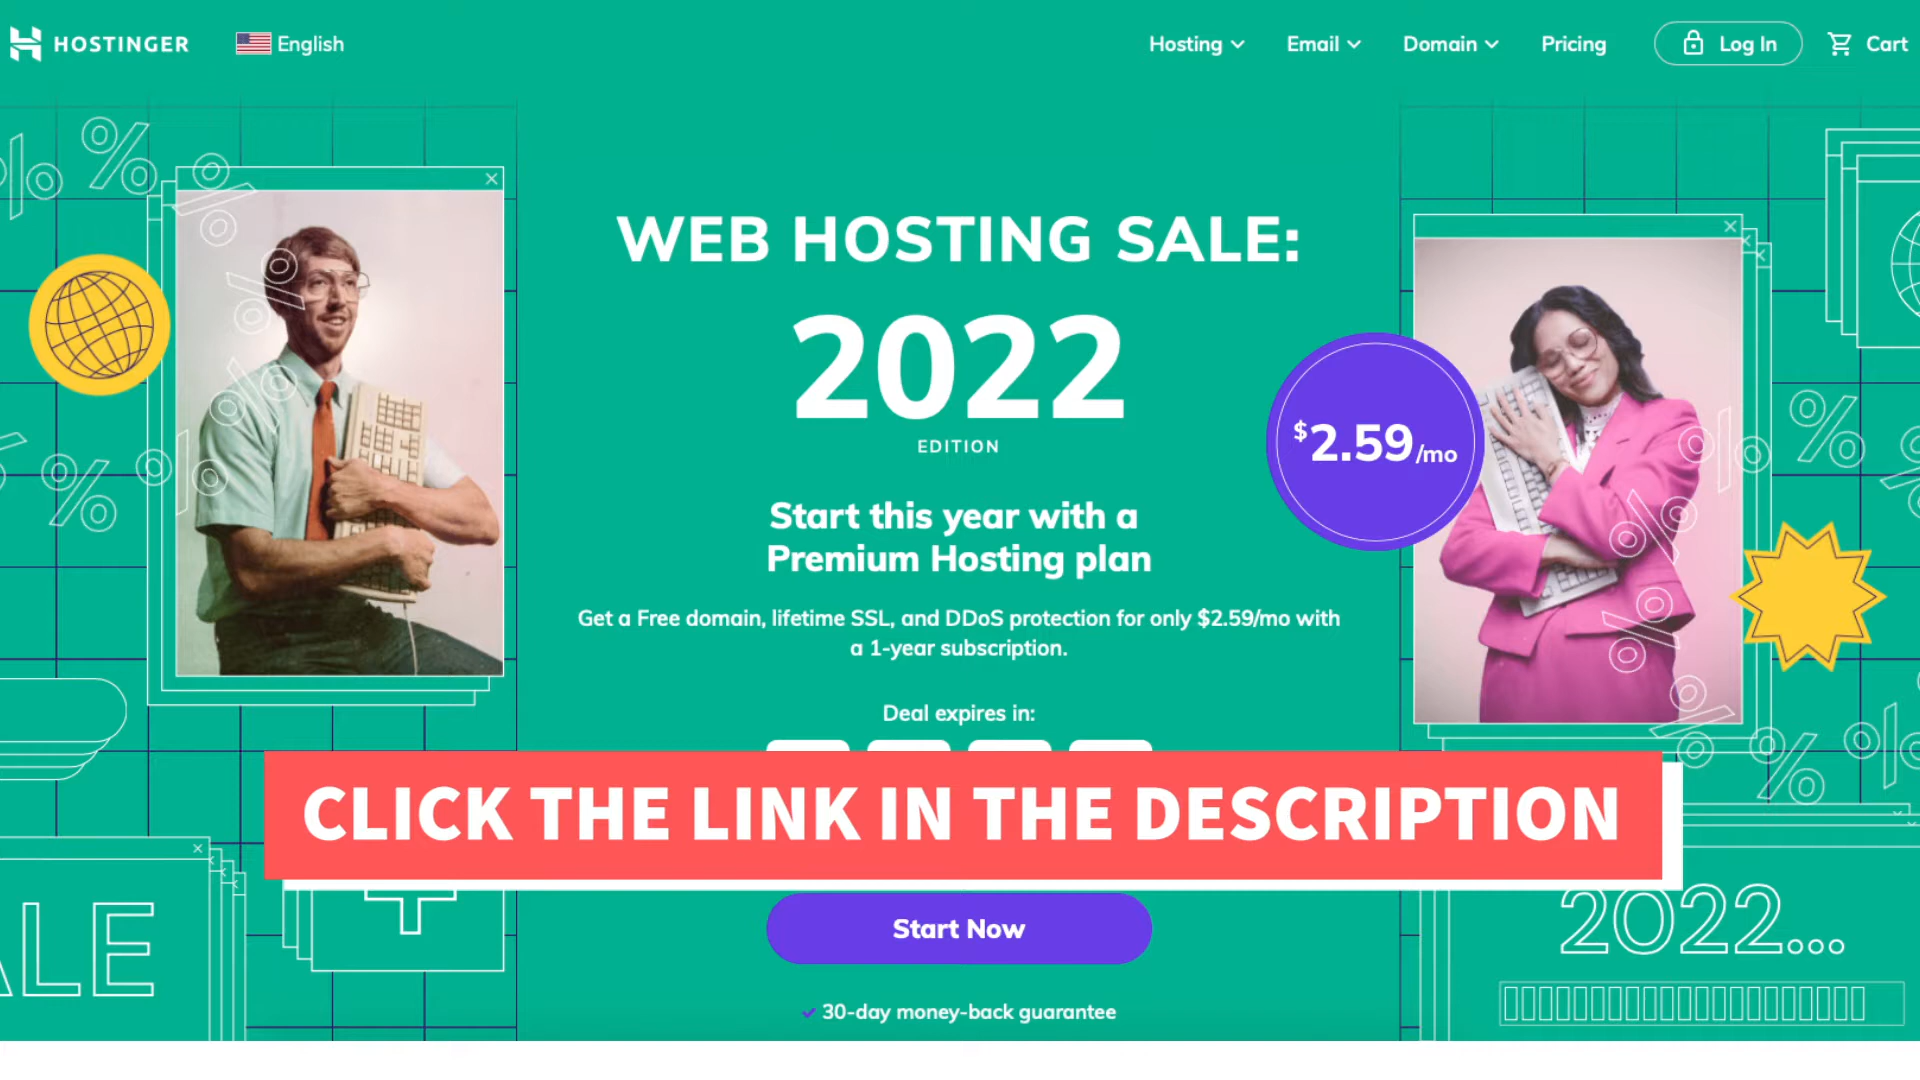 HOSTINGER
English
Hosting
Email
Domain
Pricing
Log In
Cart
WEB HOSTING SALE:
2022
EDITION
$2.59/mo
Start this year with a
Premium Hosting plan
Get a Free domain, lifetime SSL, and DDoS protection for only $2.59/mo with
a 1-year subscription.
Deal expires in:
CLICK THE LINK IN THE DESCRIPTION
ALE
2022...
Start Now
30-day money-back guarantee